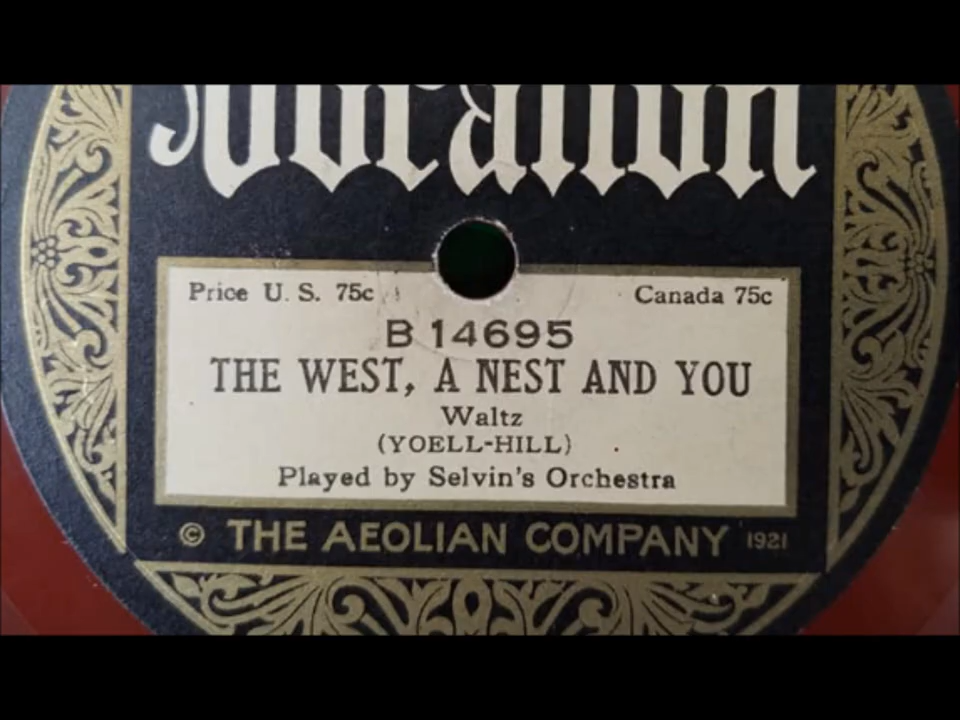 Vocalion
Price U. S. 75c
Canada 75c
B 14695
THE WEST, A NEST AND YOU
Waltz
(YOELL-HILL)
Played by Selvin's Orchestra
© THE AEOLIAN COMPANY 1921